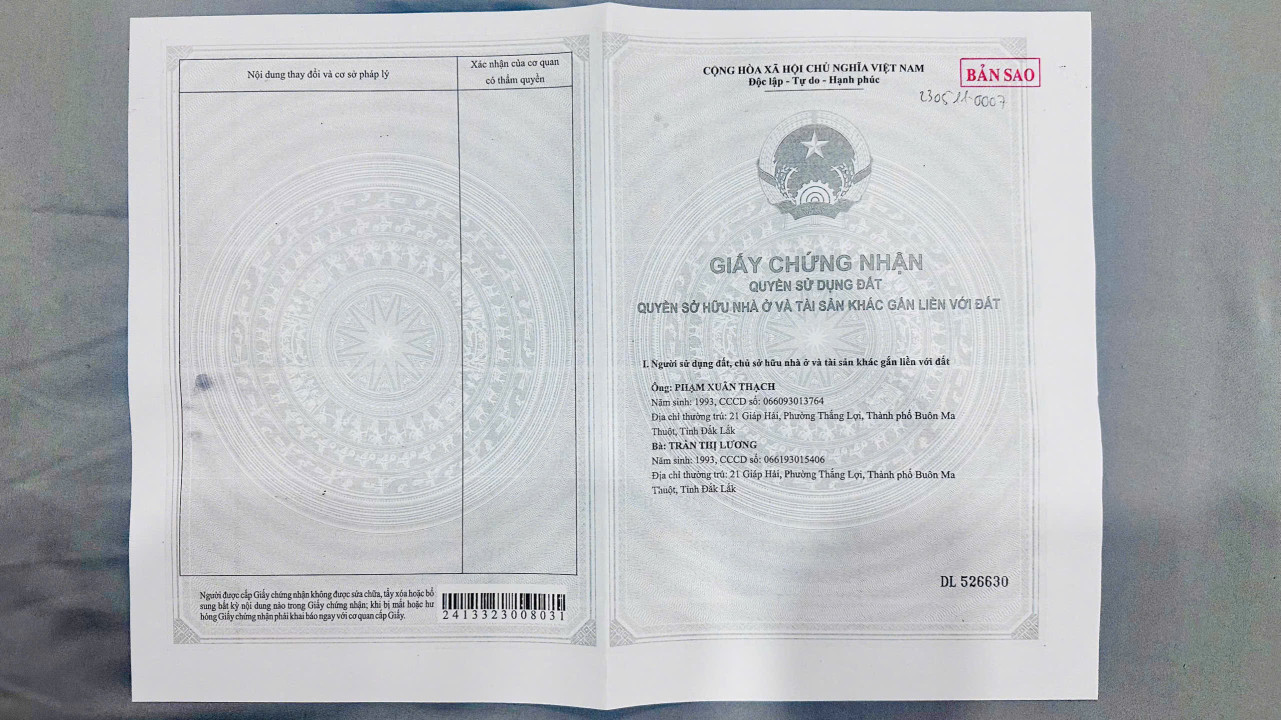 Nội dung thay đổi và cơ sở pháp lý
Xác nhận của cơ quan
có thẩm quyền
Người được cấp Giấy chứng nhận không được sửa chữa, tẩy xóa hoặc bổ
sung bất kỳ nội dung nào trong Giấy chứng nhận; khi bị mất hoặc hư
hỏng Giấy chứng nhận phải khai báo ngay với cơ quan cấp Giấy.
2413323008031
CỘNG HÒA XÃ HỘI CHỦ NGHĨA VIỆT NAM
Độc lập - Tự do - Hạnh phúc
BẢN SAO
230511-0007
GIẤY CHỨNG NHẬN
QUYỀN SỬ DỤNG ĐẤT
QUYỀN SỞ HỮU NHÀ Ở VÀ TÀI SẢN KHÁC GẮN LIỀN VỚI ĐẤT
I. Người sử dụng đất, chủ sở hữu nhà ở và tài sản khác gắn liền với đất
Ông: PHẠM XUÂN THẠCH
Năm sinh: 1993, CCCD số: 066093013764
Địa chỉ thường trú: 21 Giáp Hải, Phường Thắng Lợi, Thành phố Buôn Ma
Thuột, Tỉnh Đắk Lắk
Bà: TRẦN THỊ LƯƠNG
Năm sinh: 1993, CCCD số: 066193015406
Địa chỉ thường trú: 21 Giáp Hải, Phường Thắng Lợi, Thành phố Buôn Ma
Thuột, Tỉnh Đắk Lắk
DL 526630